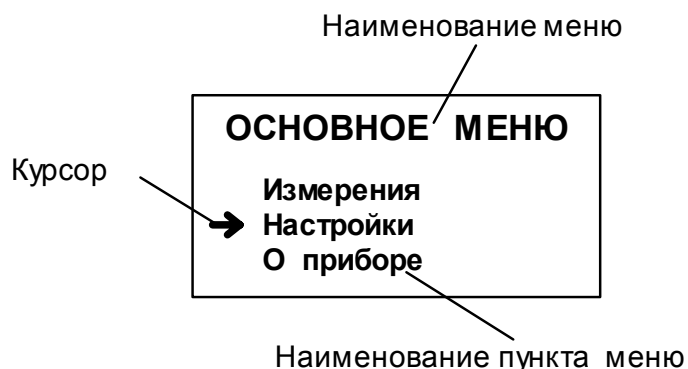 Наименование меню
ОСНОВНОЕ МЕНЮ
Курсор
Измерения
Настройки
О приборе
Наименование пункта меню